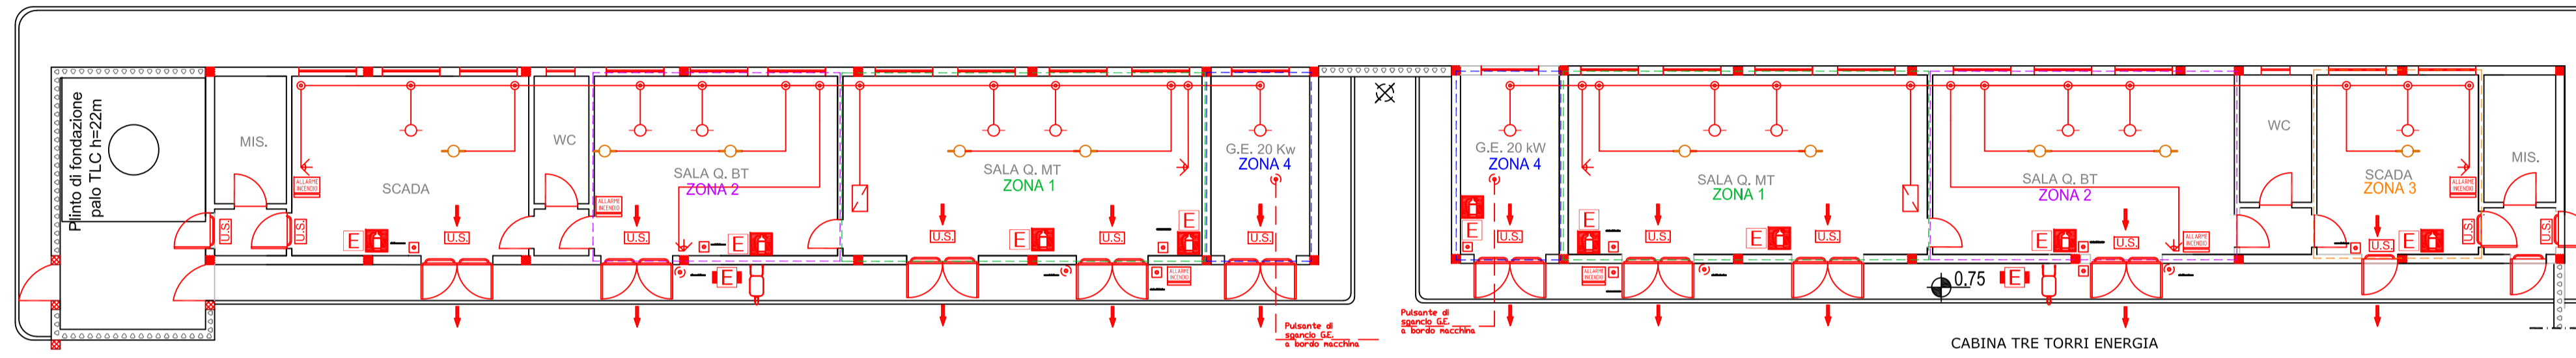 Plinto di fondazione
palo TLC h=22m
MIS.
U.S.
U.S.
ALLARME
INCENDIO
SCADA
E
U.S.
WC
ALLARME
INCENDIO
U.S.
SALA Q. BT
ZONA 2
E
E
SALA Q. MT
ZONA 1
U.S.
E
U.S.
E
ALLARME
INCENDIO
G.E. 20 Kw
ZONA 4
U.S.
Pulsante di
sgancio G.E.
a bordo macchina
G.E. 20 kW
ZONA 4
E
U.S.
Pulsante di
sgancio G.E.
a bordo macchina
SALA Q. MT
ZONA 1
E
ALLARME
INCENDIO
U.S.
E
U.S.
SALA Q. BT
ZONA 2
E
U.S.
ALLARME
INCENDIO
0.75
E
WC
SCADA
ZONA 3
ALLARME
INCENDIO
U.S.
E
U.S.
MIS.
U.S.
CABINA TRE TORRI ENERGIA